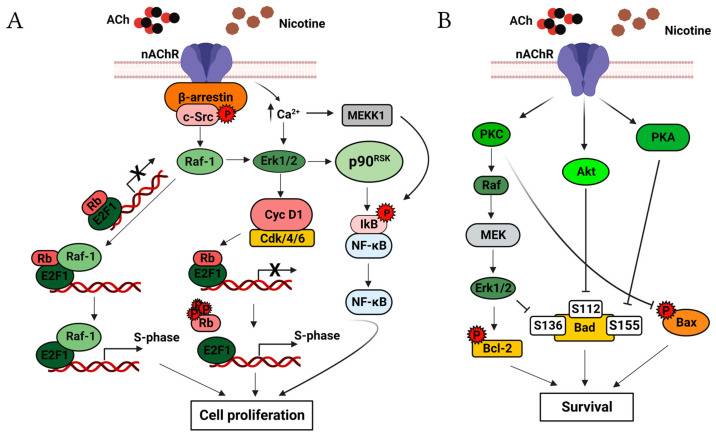 A
ACh
Nicotine
nAChR
β-arrestin
c-Src
P
Ca2+
MEKK1
Raf-1
Erk1/2
p90RSK
X
Rb
E2F1
Cyc D1
Cdk/4/6
P
IkB
NF-κB
Rb
Raf-1
E2F1
Rb
E2F1
X
NF-κB
P
P
P
Rb
Raf-1
E2F1
S-phase
E2F1
S-phase
Cell proliferation
B
ACh
Nicotine
nAChR
PKC
PKA
Akt
Raf
MEK
Erk1/2
S112
S136
Bad
S155
P
Bax
P
Bcl-2
Survival